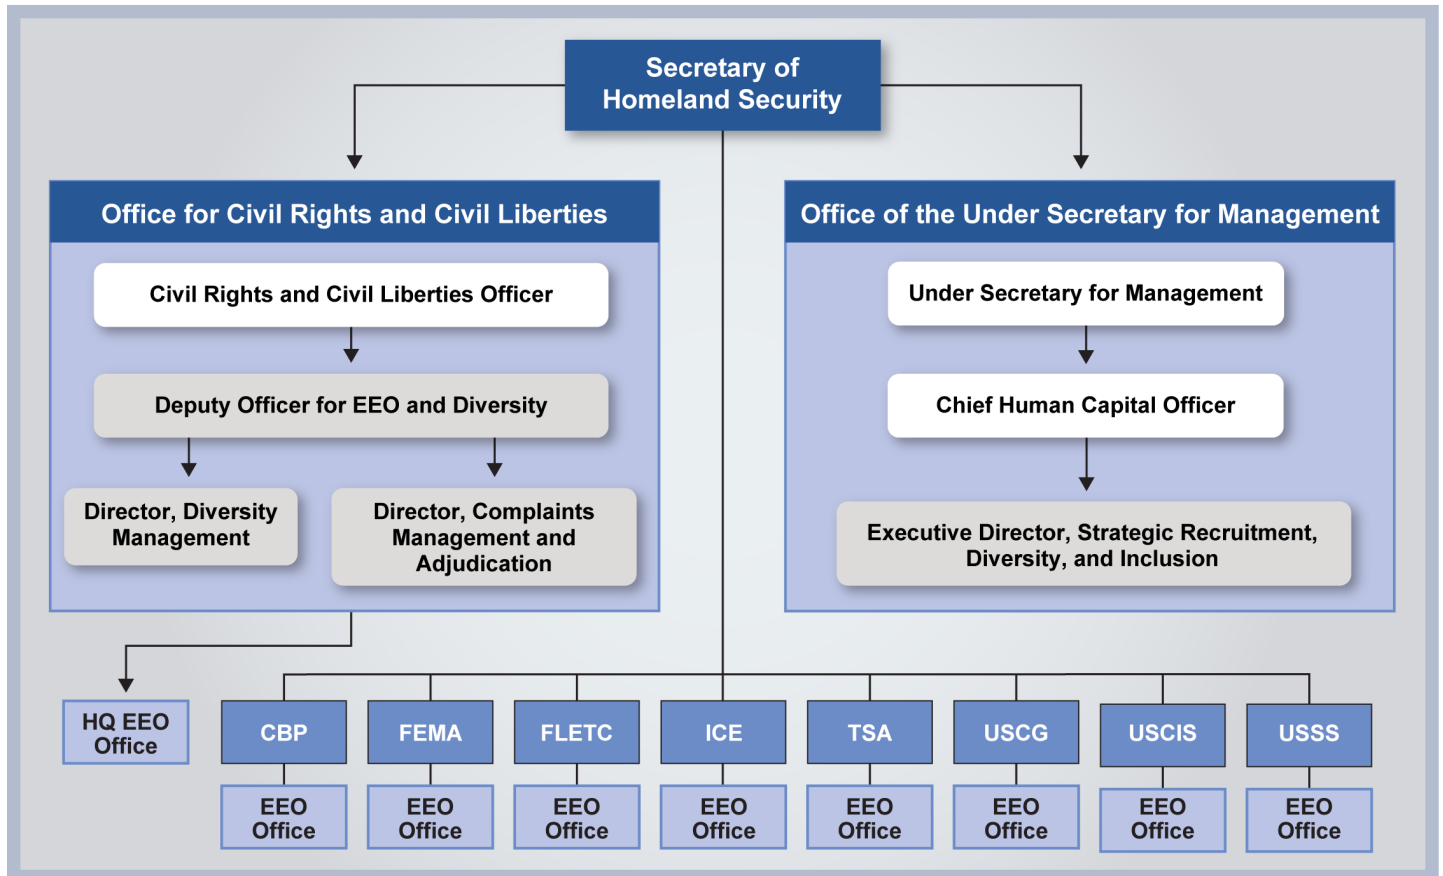 Secretary of
Homeland Security
Office for Civil Rights and Civil Liberties
Civil Rights and Civil Liberties Officer
Deputy Officer for EEO and Diversity
Director, Diversity
Management
Director, Complaints
Management and
Adjudication
Office of the Under Secretary for Management
Under Secretary for Management
Chief Human Capital Officer
Executive Director, Strategic Recruitment,
Diversity, and Inclusion
HQ EEO
Office
CBP
FEMA
FLETC
ICE
TSA
USCG
USCIS
USSS
EEO
Office
EEO
Office
EEO
Office
EEO
Office
EEO
Office
EEO
Office
EEO
Office
EEO
Office